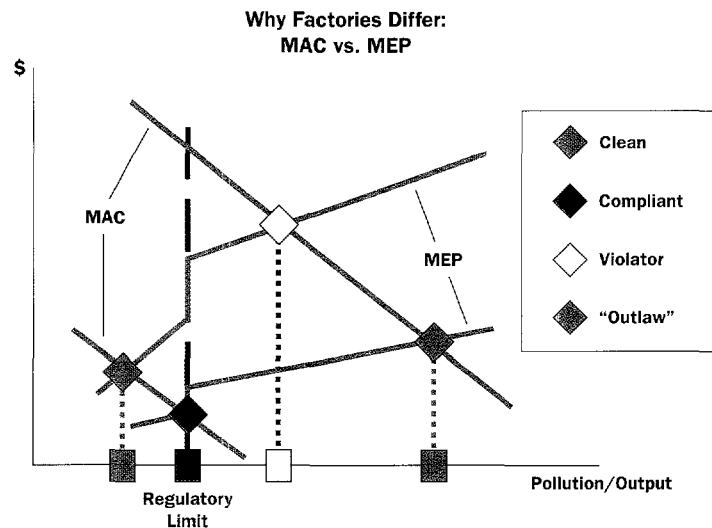 Why Factories Differ:
MAC vs. MEP
$
Clean
Compliant
Violator
"Outlaw"
MAC
MEP
Regulatory
Limit
Pollution/Output